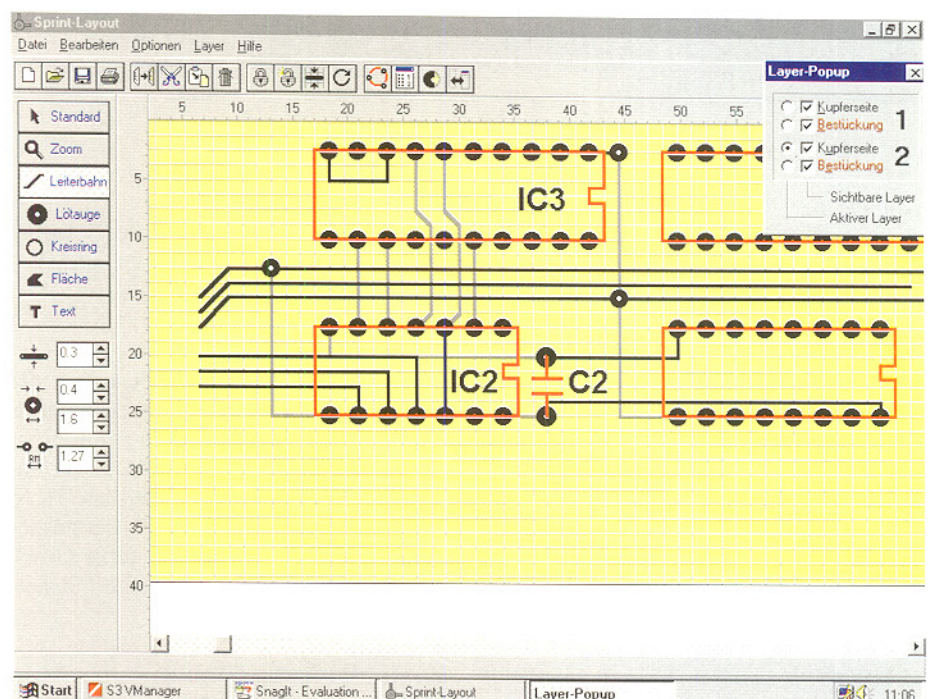 Sprint-Layout
Datei Bearbeiten Optionen Layer Hilfe
Layer-Popup
Kupferseite
Bestückung
1
Kupferseite
Bestückung
2
Sichtbare Layer
Aktiver Layer
5 10 15 20 25 30 35 40 45 50 55
Standard
Zoom
Leiterbahn
Lötauge
Kreisring
Fläche
T Text
0.3
0.4
1.6
RM
1.27
5
10
15
20
25
30
35
40
IC3
IC2
C2
Start
S3 VManager
SnagIt - Evaluation ...
Sprint-Layout
Layer-Popup
11:06